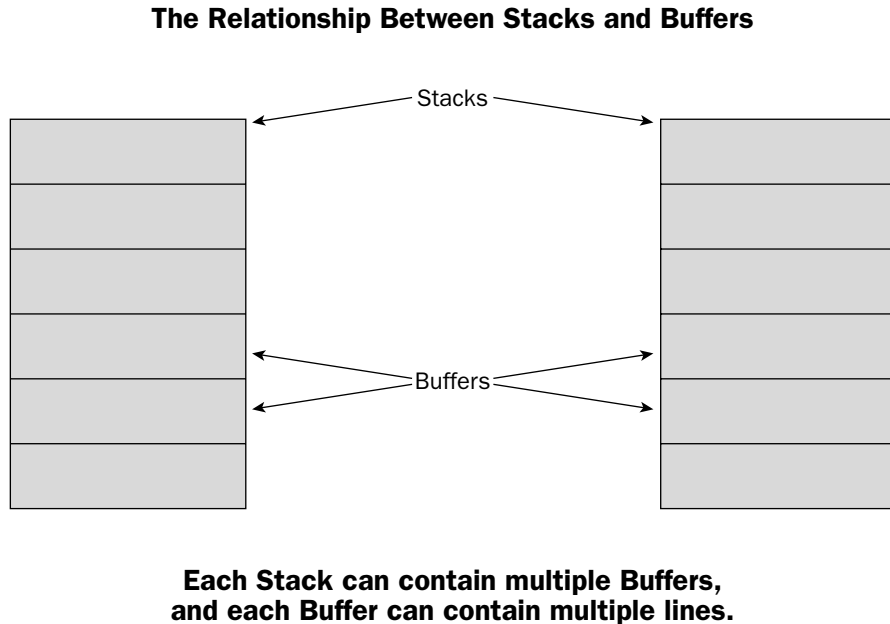 The Relationship Between Stacks and Buffers
Stacks
Buffers
Each Stack can contain multiple Buffers,
and each Buffer can contain multiple lines.